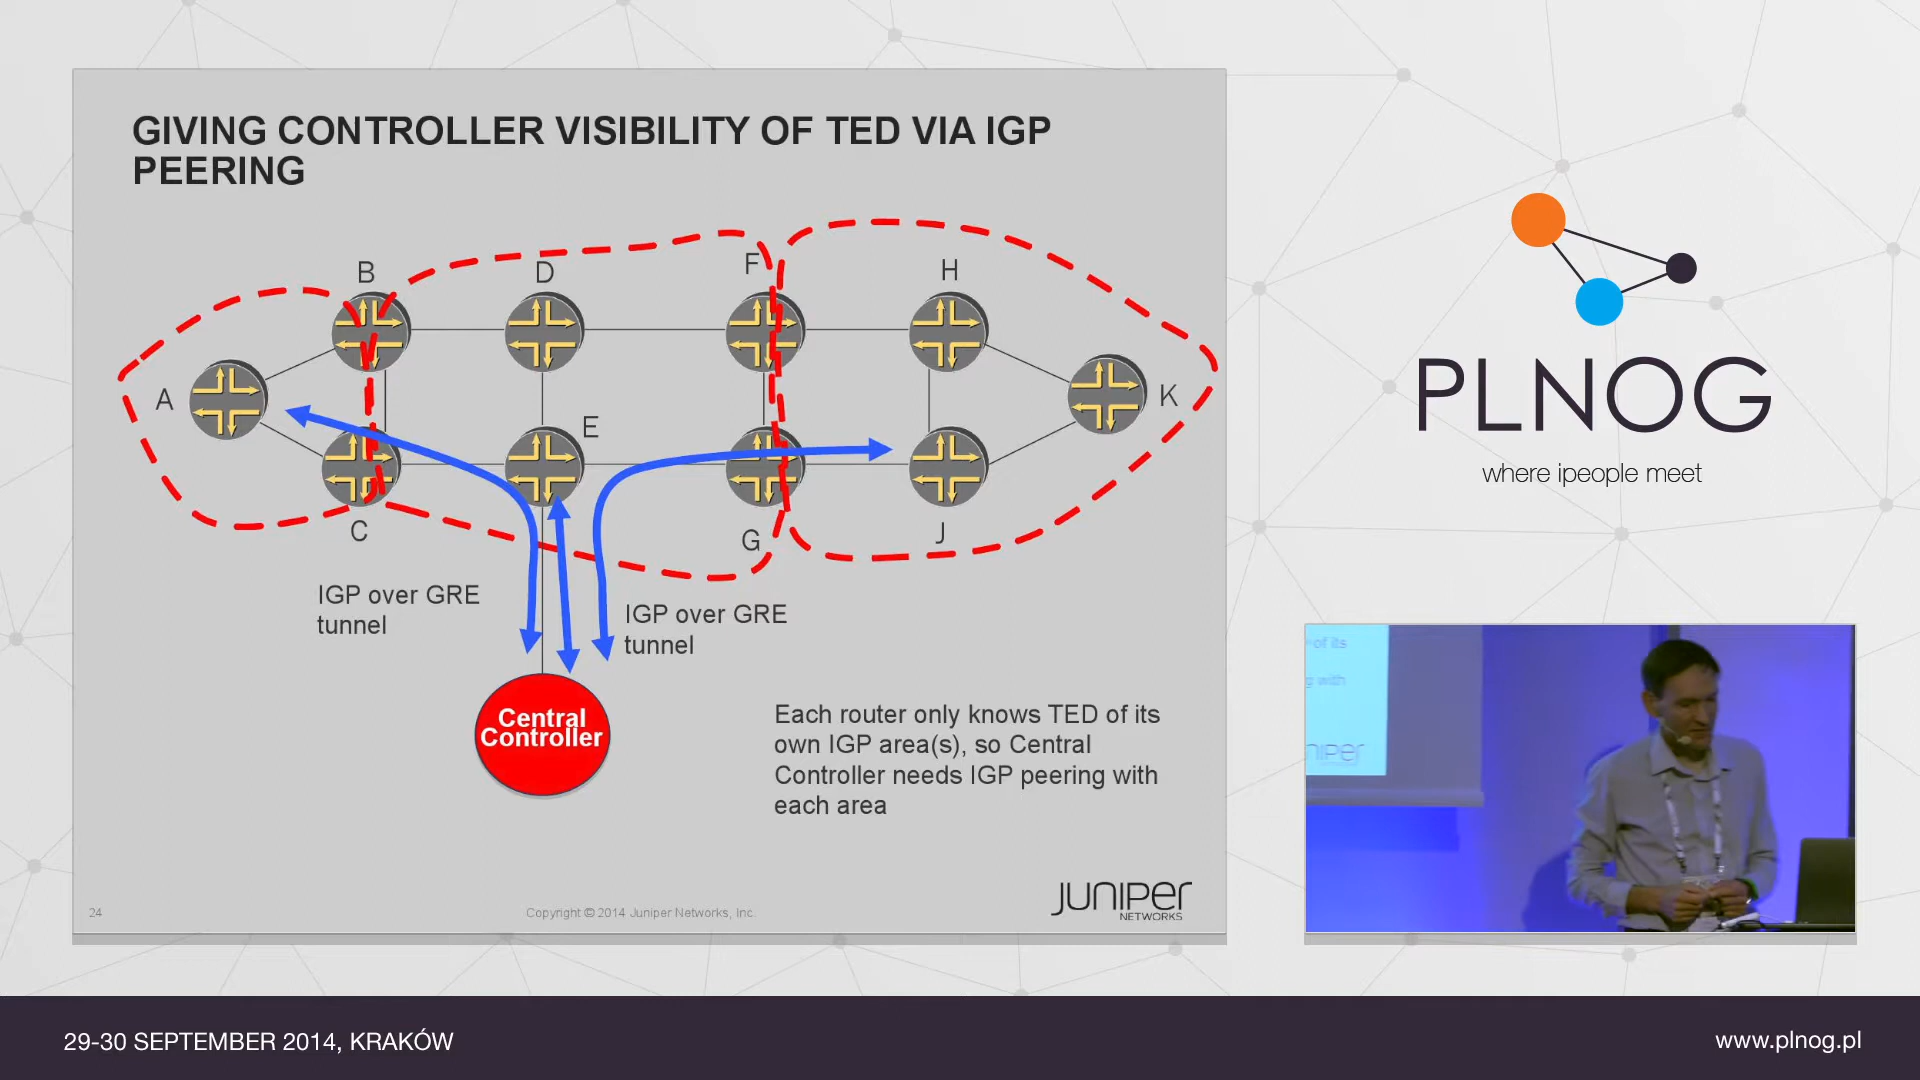 GIVING CONTROLLER VISIBILITY OF TED VIA IGP
PEERING
B
D
F
H
A
K
E
C
G
J
IGP over GRE
tunnel
IGP over GRE
tunnel
Central
Controller
Each router only knows TED of its
own IGP area(s), so Central
Controller needs IGP peering with
each area
24
Copyright © 2014 Juniper Networks, Inc.
JUNIPER
NETWORKS
PLNOG
where ipeople meet
of its
with
29-30 SEPTEMBER 2014, KRAKÓW
www.plnog.pl